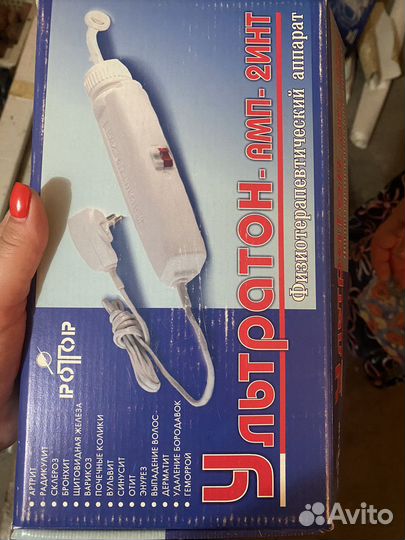 Ультратон-АМП-2ИНТ
Физиотерапевтический аппарат
РОТОР
• АРТРИТ
• РАДИКУЛИТ
• СКЛЕРОЗ
• БРОНХИТ
• ЩИТОВИДНАЯ ЖЕЛЕЗА
• ВАРИКОЗ
• ПОЧЕЧНЫЕ КОЛИКИ
• ВУЛЬВИТ
• СИНУСИТ
• ОТИТ
• ЭНУРЕЗ
• ВЫПАДЕНИЕ ВОЛОС
• ДЕРМАТИТ
• УДАЛЕНИЕ БОРОДАВОК
• ГЕМОРРОЙ
Avito